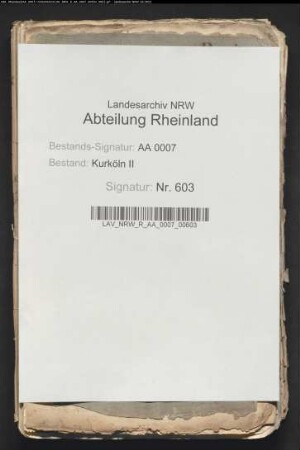 Landesarchiv NRW
Abteilung Rheinland
Bestands-Signatur: AA 0007
Bestand: Kurköln II
Signatur: Nr. 603
LAV_NRW_R_AA_0007_00603